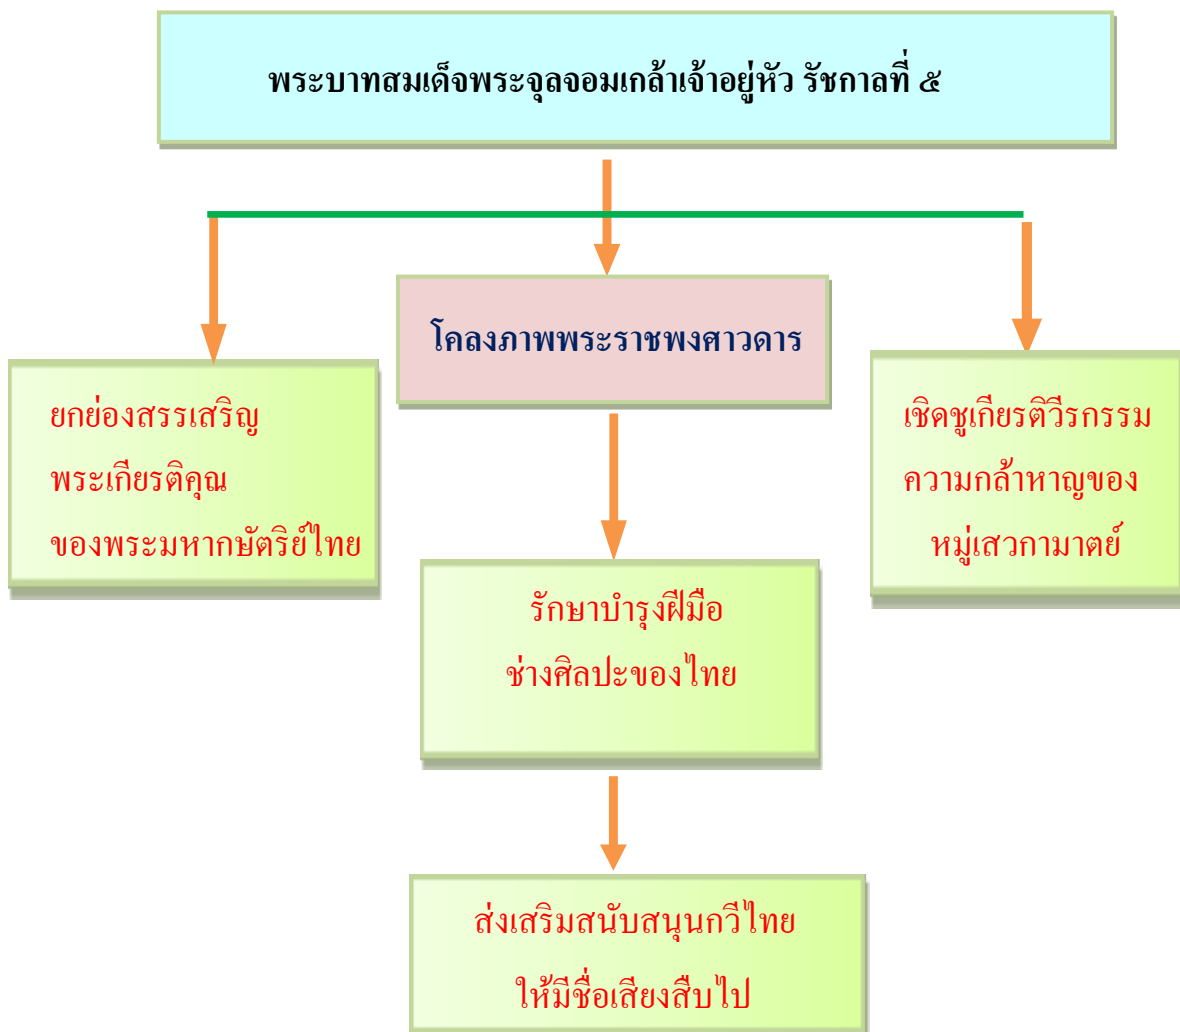 พระบาทสมเด็จพระจุลจอมเกล้าเจ้าอยู่หัว รัชกาลที่ ๕
โคลงภาพพระราชพงศาวดาร
ยกย่องสรรเสริญ
พระเกียรติคุณ
ของพระมหากษัตริย์ไทย
เชิดชูเกียรติวีรกรรม
ความกล้าหาญของ
หมู่เสวกามาตย์
รักษาบำรุงฝีมือ
ช่างศิลปะของไทย
ส่งเสริมสนับสนุนกวีไทย
ให้มีชื่อเสียงสืบไป